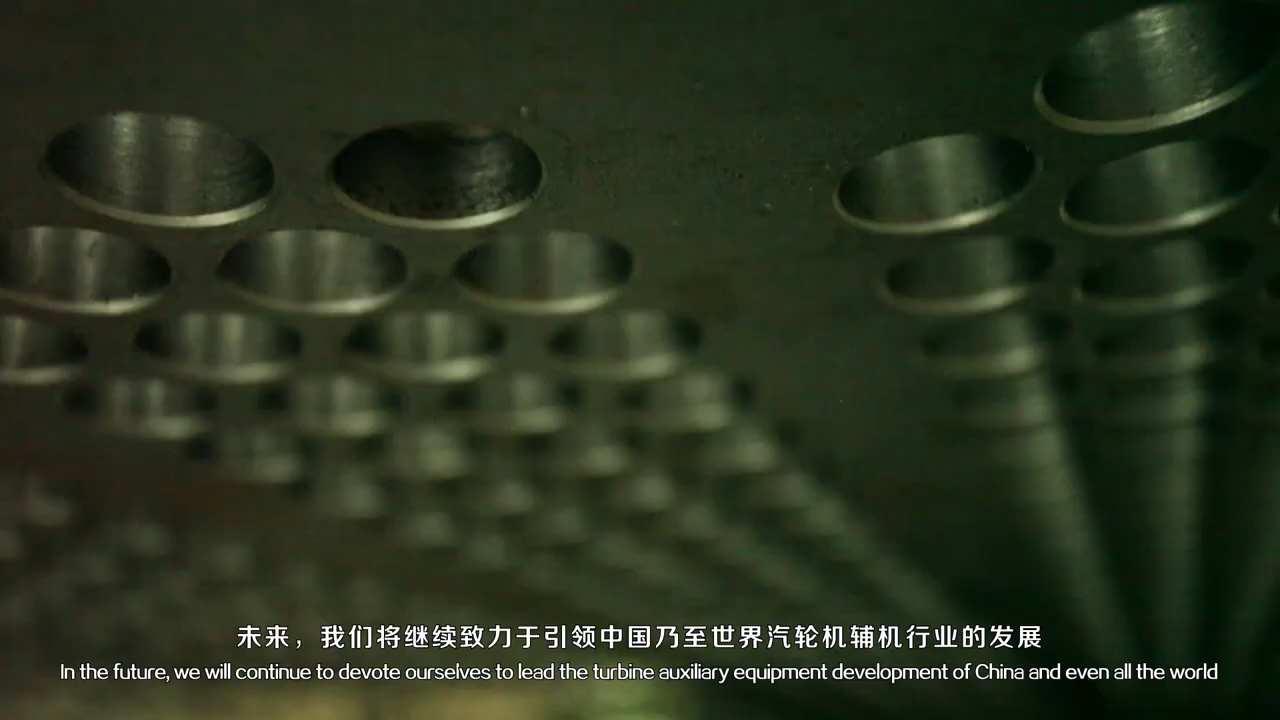 未来，我们将继续致力于引领中国乃至世界汽轮机辅机行业的发展
In the future, we will continue to devote ourselves to lead the turbine auxiliary equipment development of China and even all the world